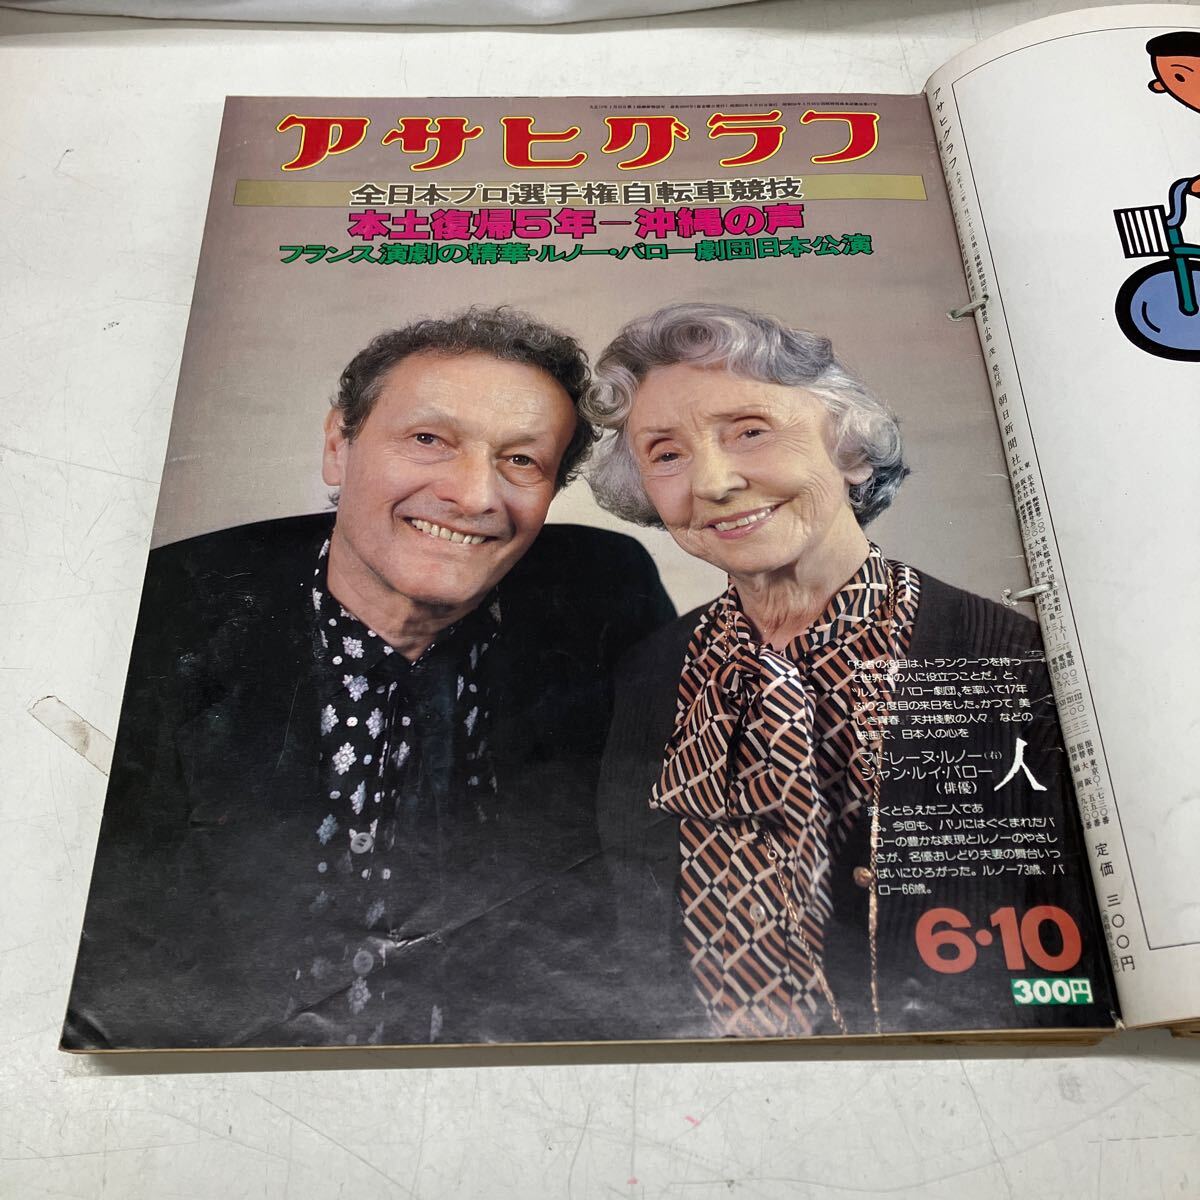 アサヒグラフ
全日本プロ選手権自転車競技
本土復帰5年ー沖縄の声
フランス演劇の精華・ルノー・バロー劇団日本公演
「役者の役目は、トランク一つを持っ
て世界中の人に役立つことだ」と、
“ルノー・バロー劇団〟を率いて17年
ぶり2度目の来日をした。かつて『美
しき青春』『天井桟敷の人々』などの
映画で、日本人の心を
マドレーヌ・ルノー(右)
ジャン・ルイ・バロー
(俳優)
人
深くとらえた二人であ
る。今回も、パリにはぐくまれたバ
ローの豊かな表現とルノーのやさし
さが、名優おしどり夫妻の舞台いっ
ぱいにひろがった。ルノー73歳、バ
ロー66歳。
6・10
300円
アサヒグラフ
編集長 小島 茂 発行所 朝日新聞社
定価 三〇〇円